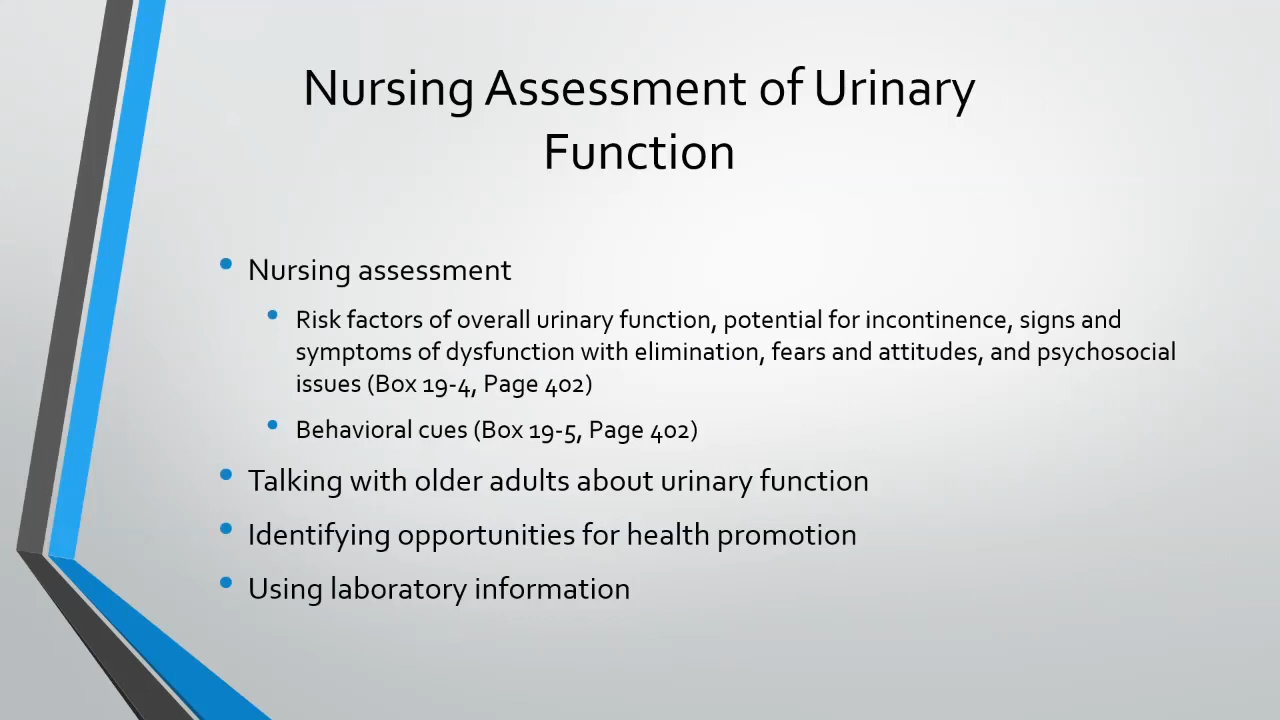 Nursing Assessment of Urinary
Function
• Nursing assessment
• Risk factors of overall urinary function, potential for incontinence, signs and
symptoms of dysfunction with elimination, fears and attitudes, and psychosocial
issues (Box 19-4, Page 402)
• Behavioral cues (Box 19-5, Page 402)
• Talking with older adults about urinary function
• Identifying opportunities for health promotion
• Using laboratory information